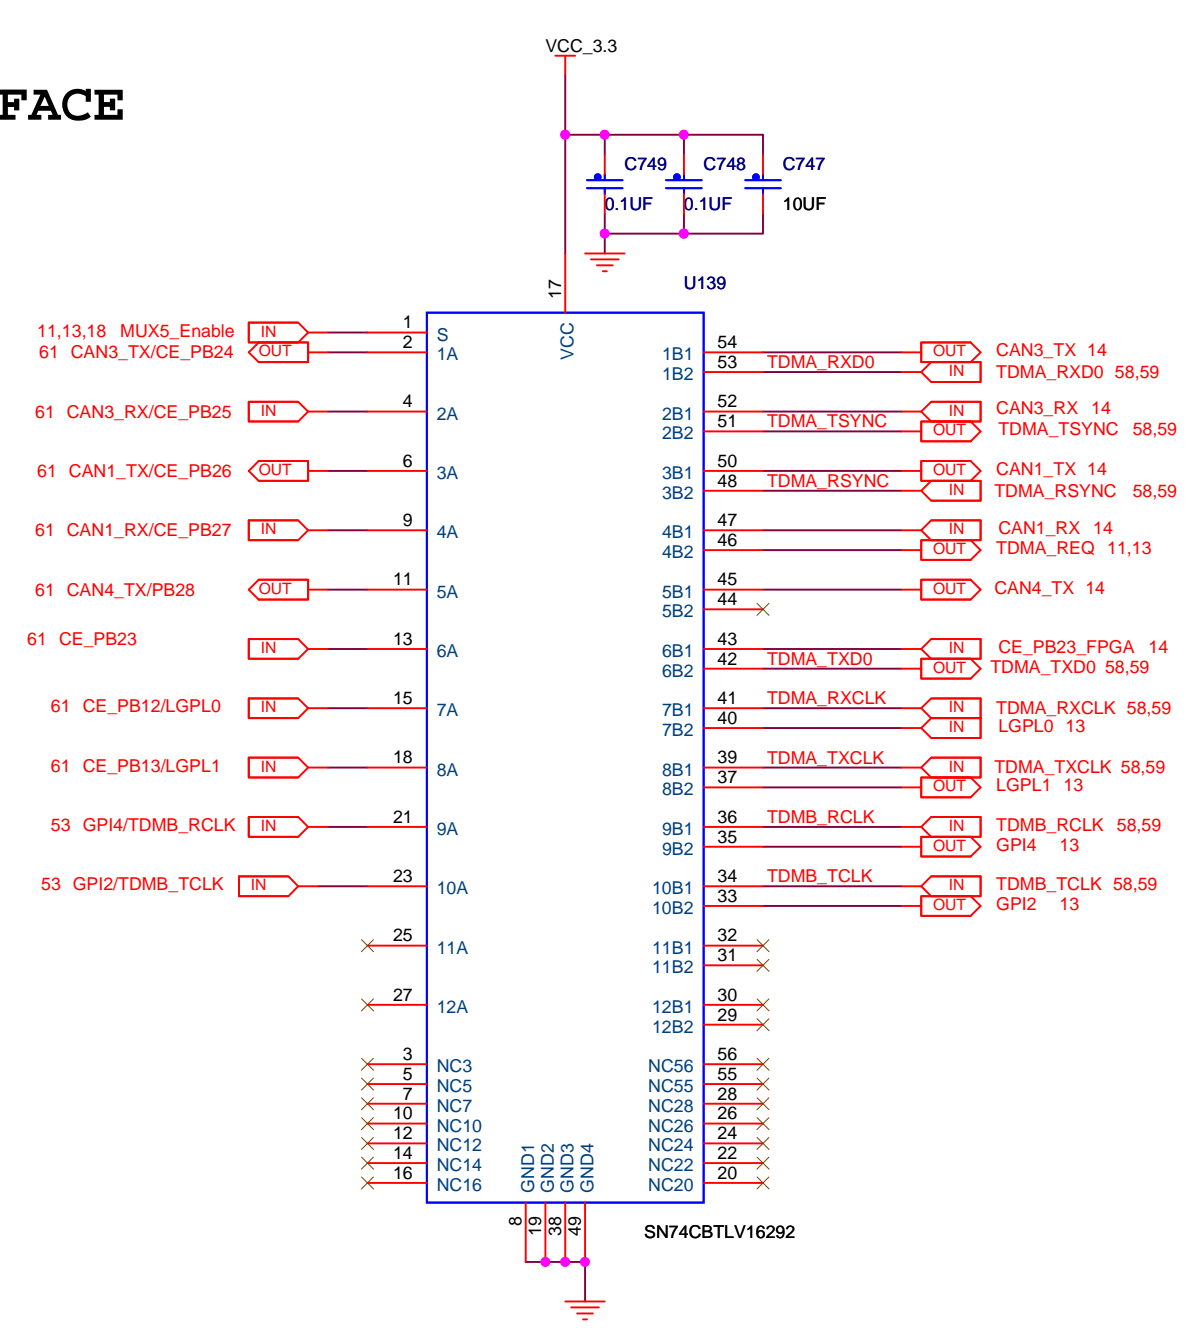 VCC_3.3
FACE
C749 C748 C747
0.1UF 0.1UF 10UF
U139
17
VCC
11,13,18 MUX5_Enable IN 1 S
61 CAN3_TX/CE_PB24 OUT 2 1A
1B1 54 OUT CAN3_TX 14
1B2 53 TDMA_RXD0 IN TDMA_RXD0 58,59
61 CAN3_RX/CE_PB25 IN 4 2A
2B1 52 IN CAN3_RX 14
2B2 51 TDMA_TSYNC OUT TDMA_TSYNC 58,59
61 CAN1_TX/CE_PB26 OUT 6 3A
3B1 50 OUT CAN1_TX 14
3B2 48 TDMA_RSYNC IN TDMA_RSYNC 58,59
61 CAN1_RX/CE_PB27 IN 9 4A
4B1 47 IN CAN1_RX 14
4B2 46 OUT TDMA_REQ 11,13
61 CAN4_TX/PB28 OUT 11 5A
5B1 45 OUT CAN4_TX 14
5B2 44
61 CE_PB23 IN 13 6A
6B1 43 IN CE_PB23_FPGA 14
6B2 42 TDMA_TXD0 OUT TDMA_TXD0 58,59
61 CE_PB12/LGPL0 IN 15 7A
7B1 41 TDMA_RXCLK IN TDMA_RXCLK 58,59
7B2 40 IN LGPL0 13
61 CE_PB13/LGPL1 IN 18 8A
8B1 39 TDMA_TXCLK IN TDMA_TXCLK 58,59
8B2 37 OUT LGPL1 13
53 GPI4/TDMB_RCLK IN 21 9A
9B1 36 TDMB_RCLK IN TDMB_RCLK 58,59
9B2 35 OUT GPI4 13
53 GPI2/TDMB_TCLK IN 23 10A
10B1 34 TDMB_TCLK IN TDMB_TCLK 58,59
10B2 33 OUT GPI2 13
25 11A
11B1 32
11B2 31
27 12A
12B1 30
12B2 29
3 NC3 NC56 56
5 NC5 NC55 55
7 NC7 NC28 28
10 NC10 NC26 26
12 NC12 NC24 24
14 NC14 NC22 22
16 NC16 NC20 20
GND1 GND2 GND3 GND4
8 19 38 49
SN74CBTLV16292